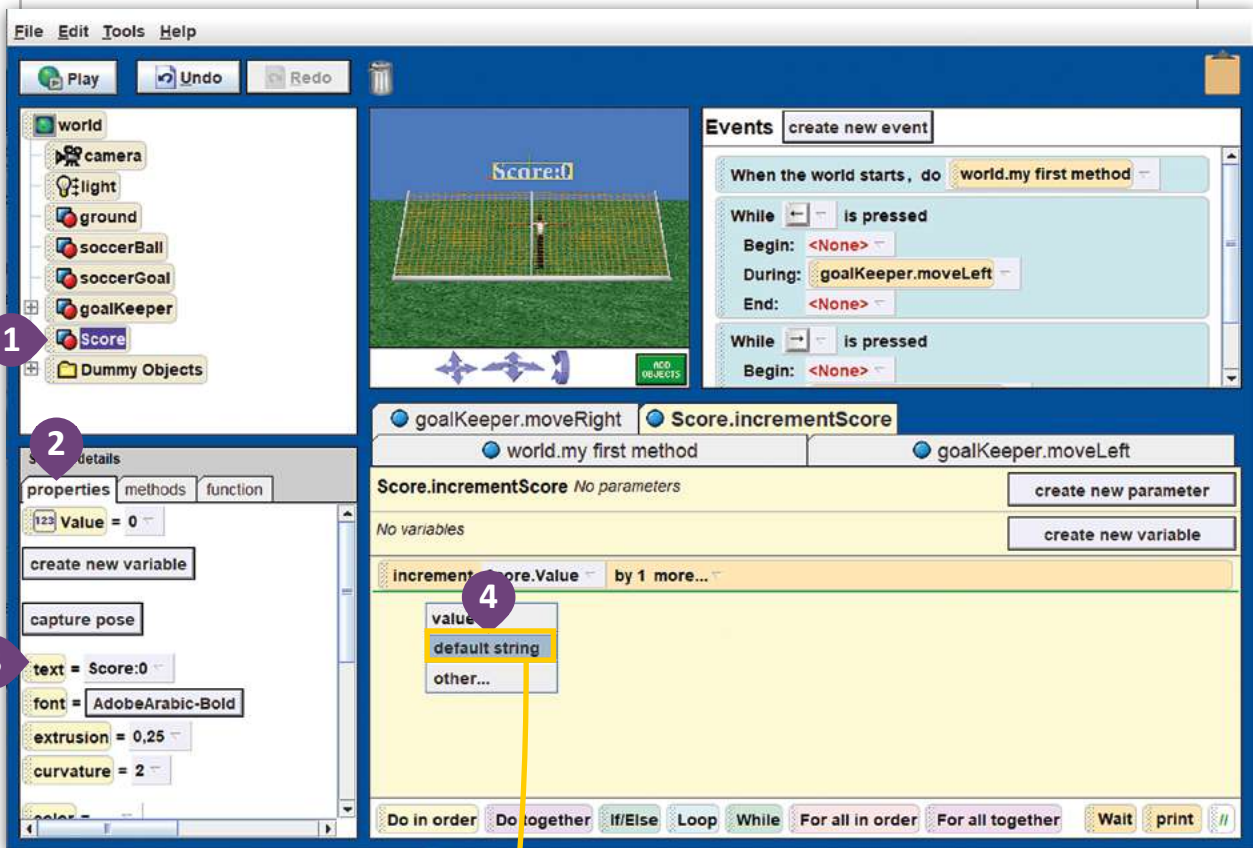 File Edit Tools Help
Play Undo Redo
world
camera
light
ground
soccerBall
soccerGoal
goalKeeper
1
Score
Dummy Objects
Score:0
ADD OBJECTS
Events create new event
When the world starts, do world.my first method
While ← is pressed
Begin: <None>
During: goalKeeper.moveLeft
End: <None>
While → is pressed
Begin: <None>
2
details
properties methods function
123 Value = 0
create new variable
capture pose
text = Score:0
font = AdobeArabic-Bold
extrusion = 0,25
curvature = 2
goalKeeper.moveRight Score.incrementScore
world.my first method goalKeeper.moveLeft
Score.incrementScore No parameters create new parameter
No variables create new variable
increment ore.Value by 1 more...
4
value
default string
other...
Do in order Do together If/Else Loop While For all in order For all together Wait print //